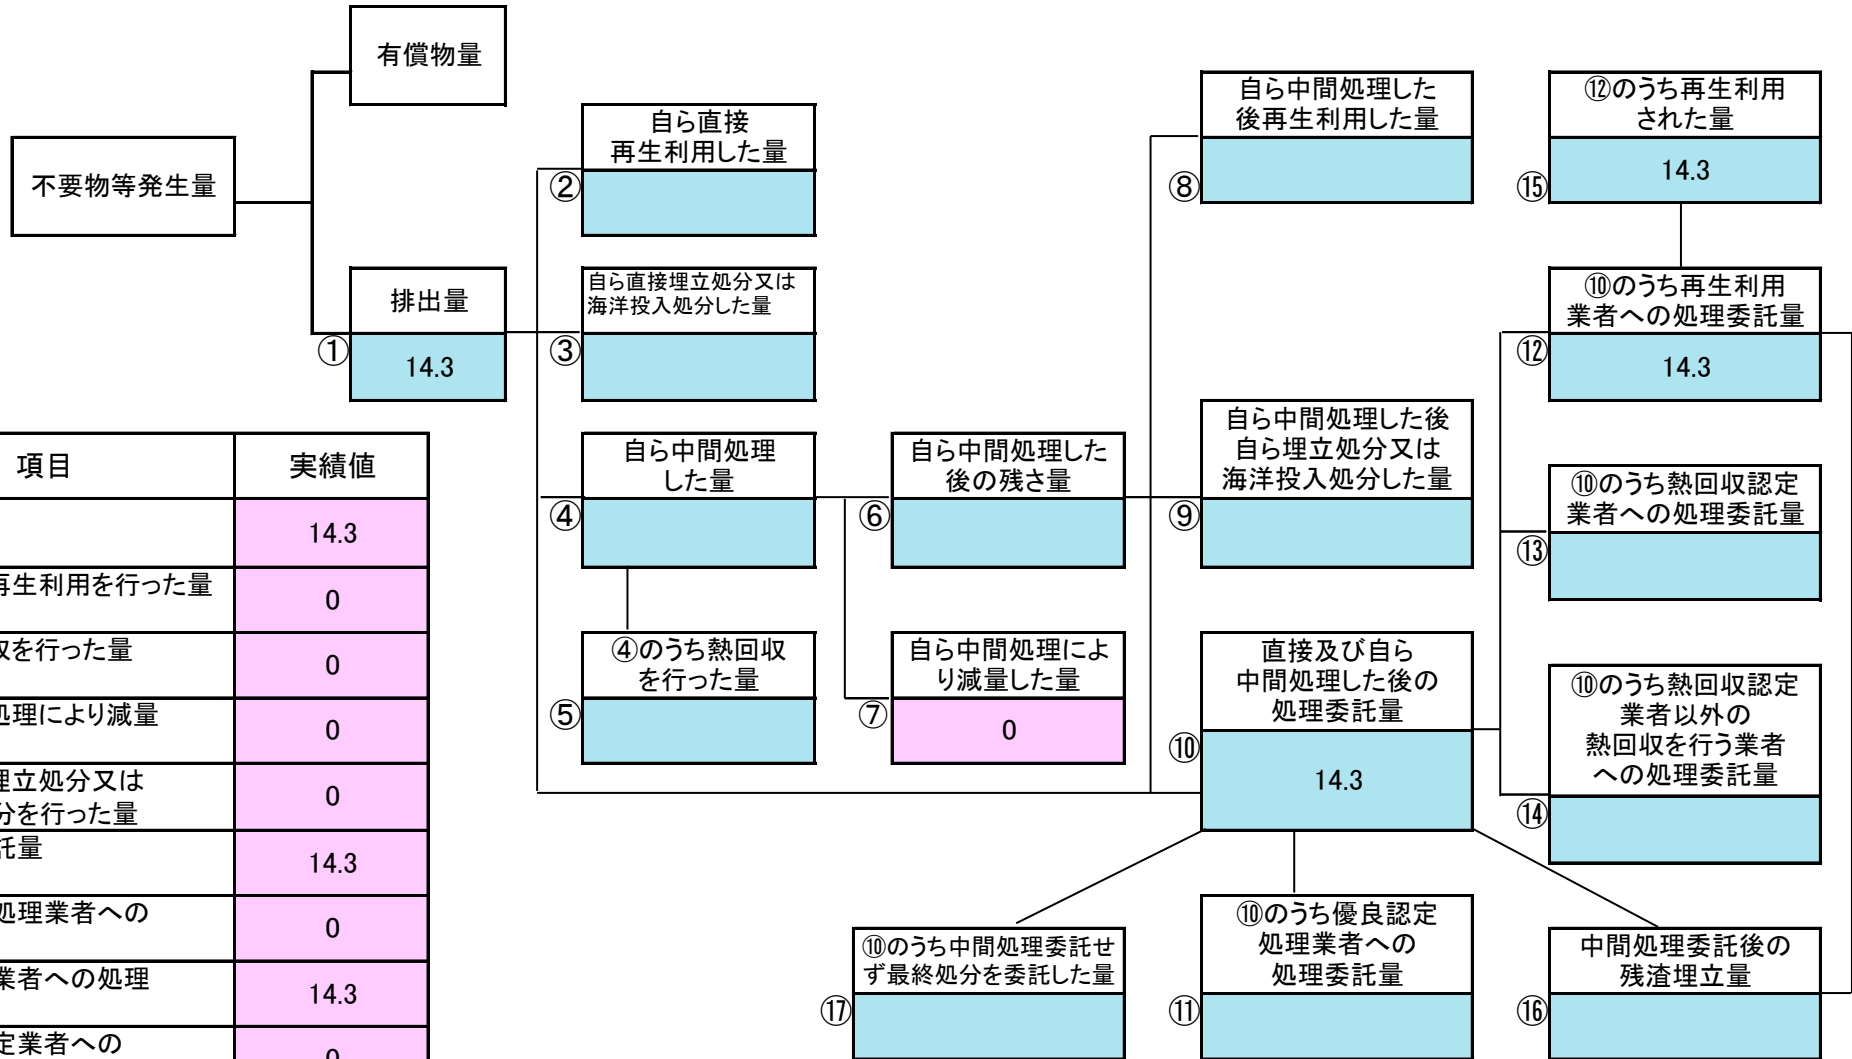 有償物量
不要物等発生量
排出量
①
14.3
自ら直接
再生利用した量
②
自ら直接埋立処分又は
海洋投入処分した量
③
自ら中間処理
した量
④
④のうち熱回収
を行った量
⑤
自ら中間処理した
後の残さ量
⑥
自ら中間処理によ
り減量した量
⑦
0
自ら中間処理した
後再生利用した量
⑧
自ら中間処理した後
自ら埋立処分又は
海洋投入処分した量
⑨
直接及び自ら
中間処理した後の
処理委託量
⑩
14.3
⑫のうち再生利用
された量
⑮
14.3
⑩のうち再生利用
業者への処理委託量
⑫
14.3
⑩のうち熱回収認定
業者への処理委託量
⑬
⑩のうち熱回収認定
業者以外の
熱回収を行う業者
への処理委託量
⑭
⑩のうち中間処理委託せ
ず最終処分を委託した量
⑰
⑩のうち優良認定
処理業者への
処理委託量
⑪
中間処理委託後の
残渣埋立量
⑯
項目 実績値
14.3
再生利用を行った量 0
を行った量 0
処理により減量 0
埋立処分又は
を行った量 0
託量 14.3
処理業者への 0
業者への処理 14.3
定業者への 0